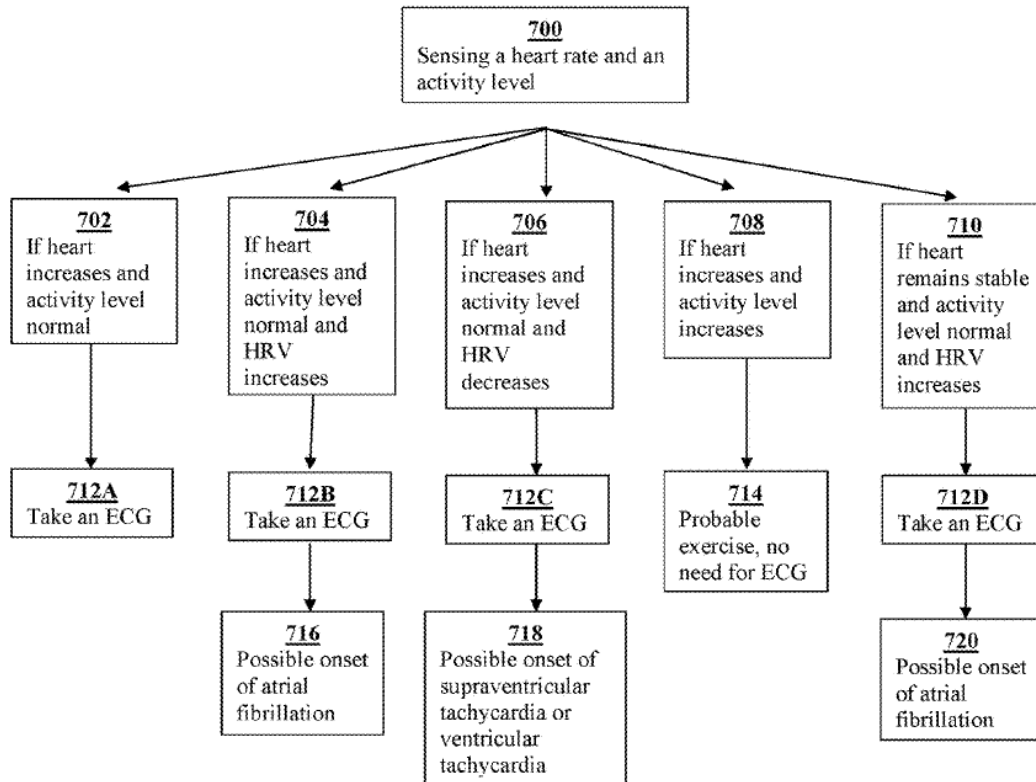 700
Sensing a heart rate and an
activity level
702
If heart
increases and
activity level
normal
704
If heart
increases and
activity level
normal and
HRV
increases
706
If heart
increases and
activity level
normal and
HRV
decreases
708
If heart
increases and
activity level
increases
710
If heart
remains stable
and activity
level normal
and HRV
increases
712A
Take an ECG
712B
Take an ECG
712C
Take an ECG
714
Probable
exercise, no
need for ECG
712D
Take an ECG
716
Possible onset
of atrial
fibrillation
718
Possible onset of
supraventricular
tachycardia or
ventricular
tachycardia
720
Possible onset
of atrial
fibrillation